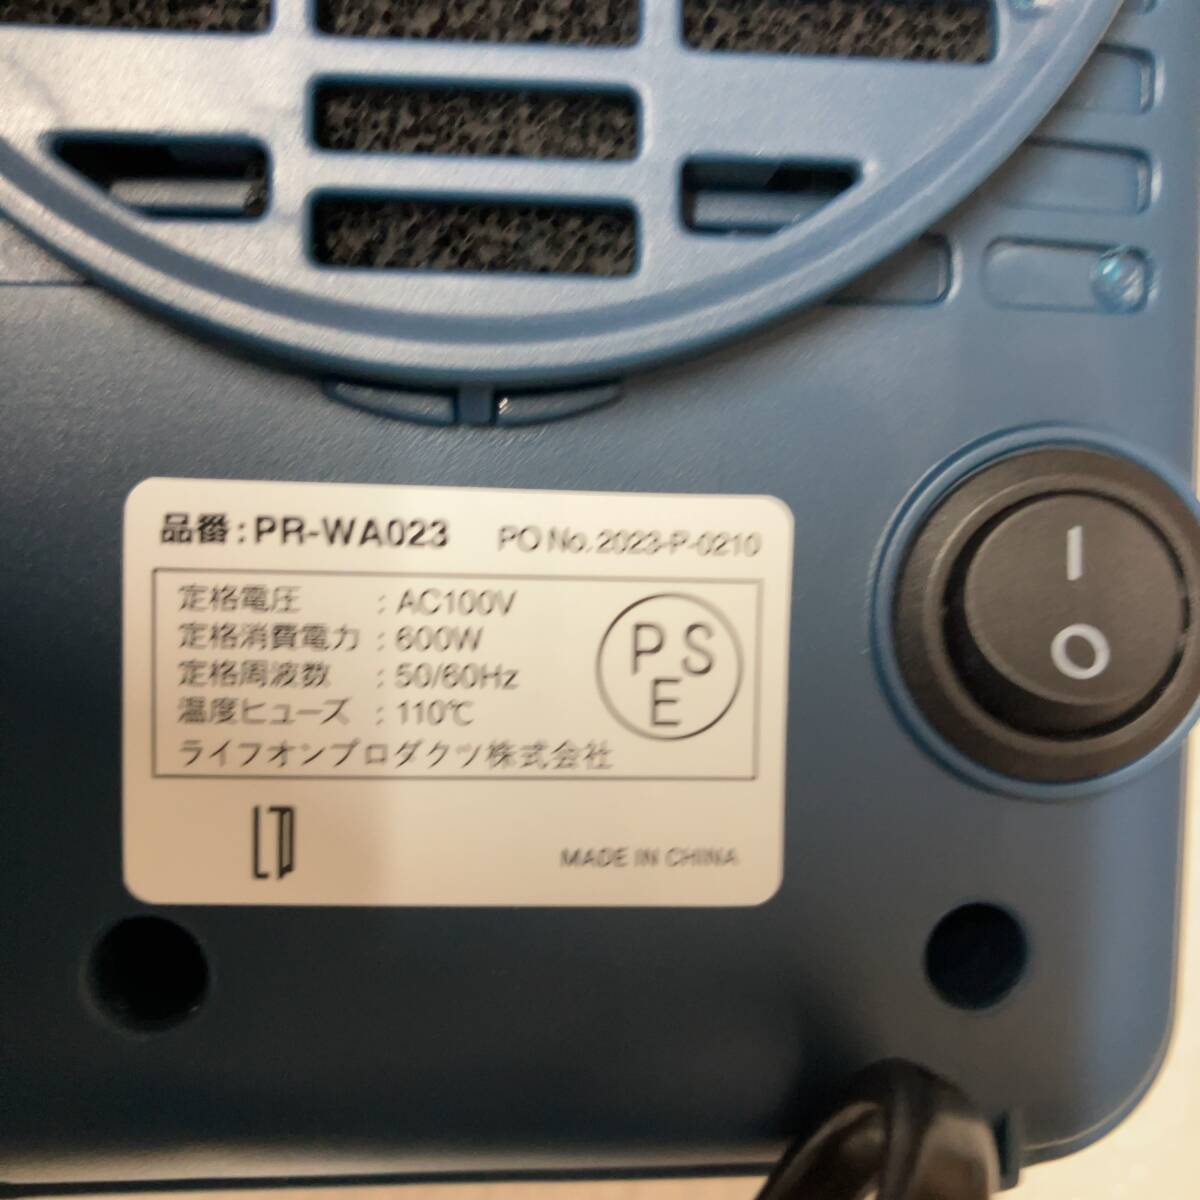 品番:PR-WA023 PO No. 2023-P-0210
定格電圧 : AC100V
定格消費電力 : 600W
定格周波数 : 50/60Hz
温度ヒューズ : 110℃
ライフオンプロダクツ株式会社
PSE
MADE IN CHINA
I
O